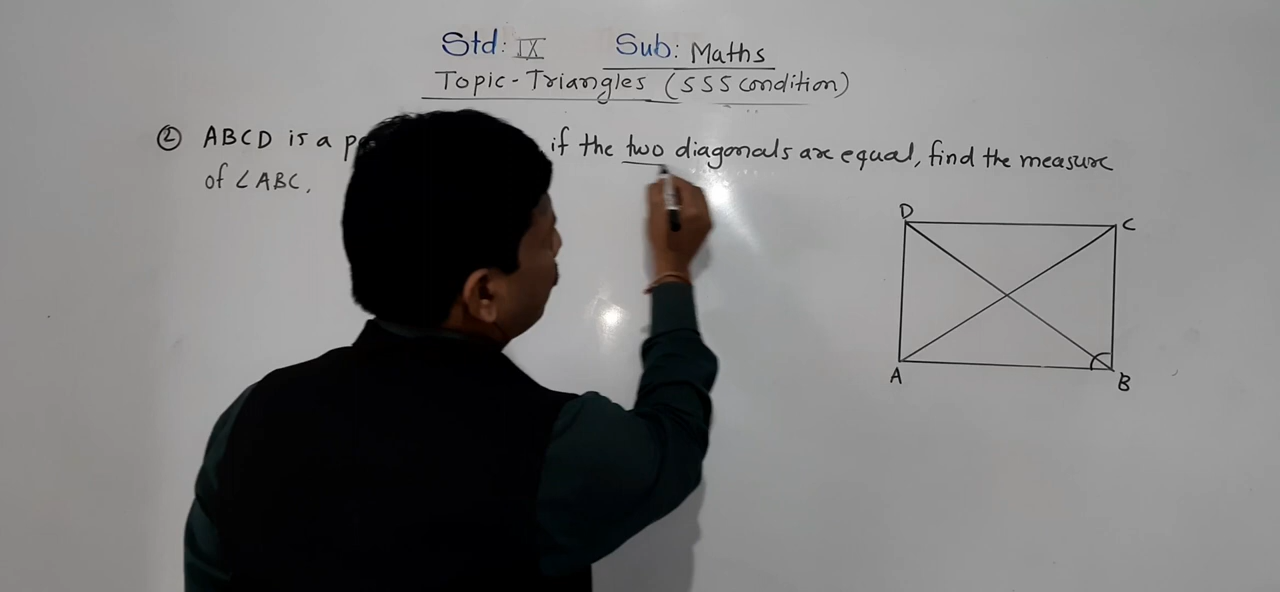 Std: IX Sub: Maths
Topic - Triangles (SSS condition)
② ABCD is a if the two diagonals are equal, find the measure
of ∠ABC,
D
C
A
B